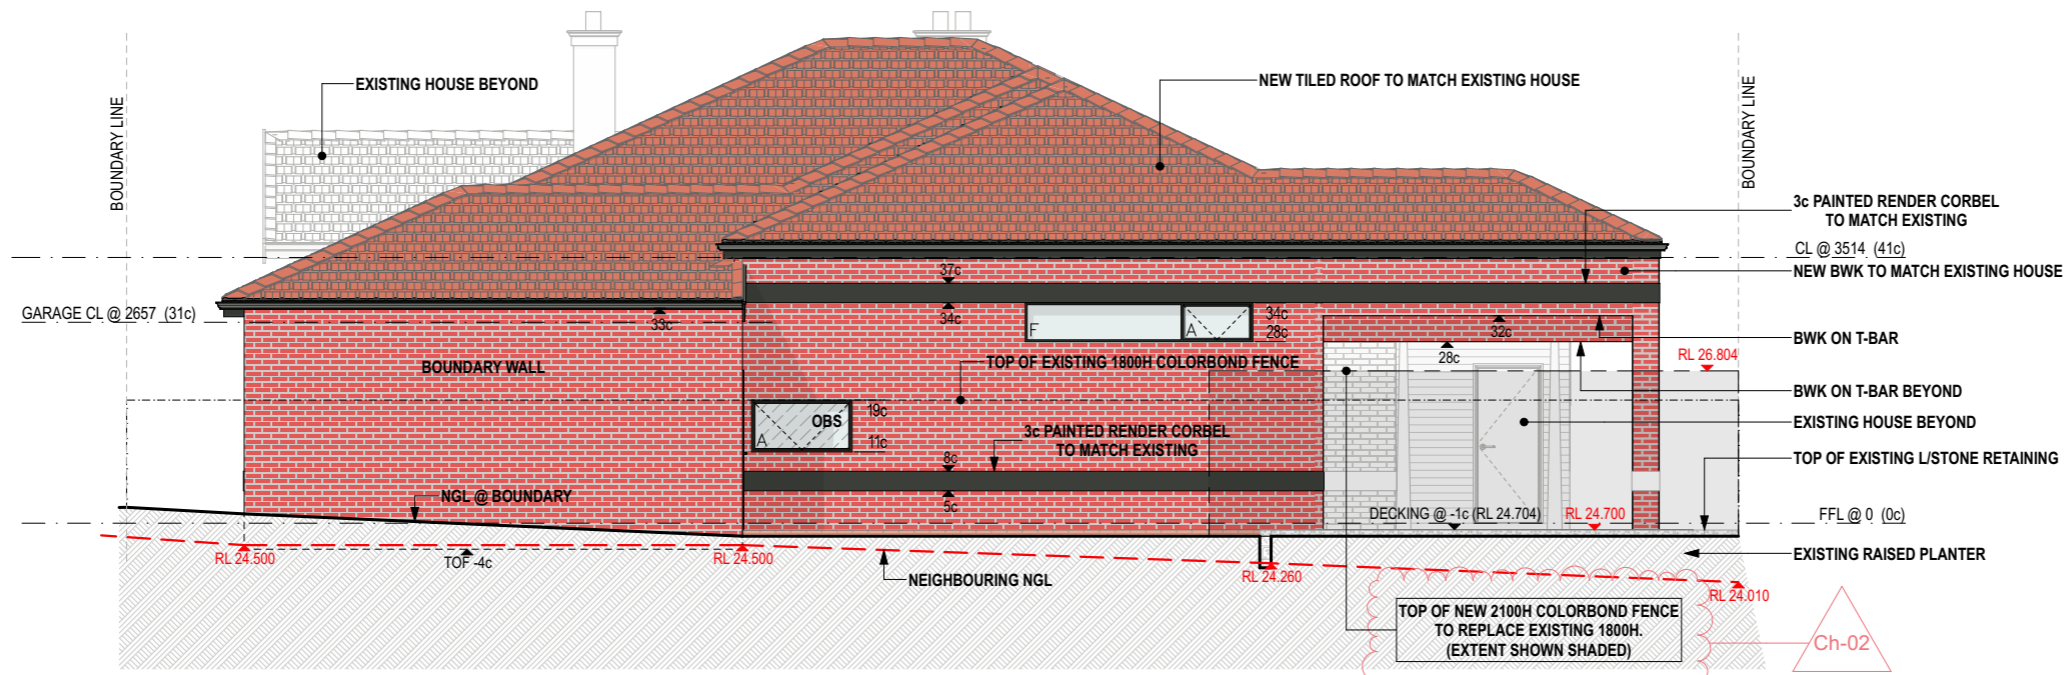 EXISTING HOUSE BEYOND
NEW TILED ROOF TO MATCH EXISTING HOUSE
BOUNDARY LINE
BOUNDARY LINE
3c PAINTED RENDER CORBEL
TO MATCH EXISTING
CL @ 3514 (41c)
NEW BWK TO MATCH EXISTING HOUSE
37c
GARAGE CL @ 2657 (31c)
33c
34c
F
A
34c
28c
32c
28c
BWK ON T-BAR
BOUNDARY WALL
TOP OF EXISTING 1800H COLORBOND FENCE
RL 26.804
BWK ON T-BAR BEYOND
OBS
A
19c
11c
EXISTING HOUSE BEYOND
3c PAINTED RENDER CORBEL
TO MATCH EXISTING
8c
TOP OF EXISTING L/STONE RETAINING
NGL @ BOUNDARY
5c
DECKING @ -1c (RL 24.704)
RL 24.700
FFL @ 0 (0c)
RL 24.500
TOF -4c
RL 24.500
EXISTING RAISED PLANTER
NEIGHBOURING NGL
RL 24.260
RL 24.010
TOP OF NEW 2100H COLORBOND FENCE
TO REPLACE EXISTING 1800H.
(EXTENT SHOWN SHADED)
Ch-02